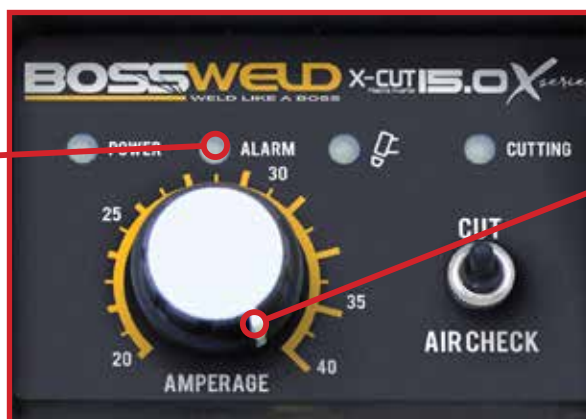 BOSSWELD X-CUT 15.0 X series
WELD LIKE A BOSS
POWER ALARM CUTTING
30
25
35
20 40
AMPERAGE
CUT
AIR CHECK